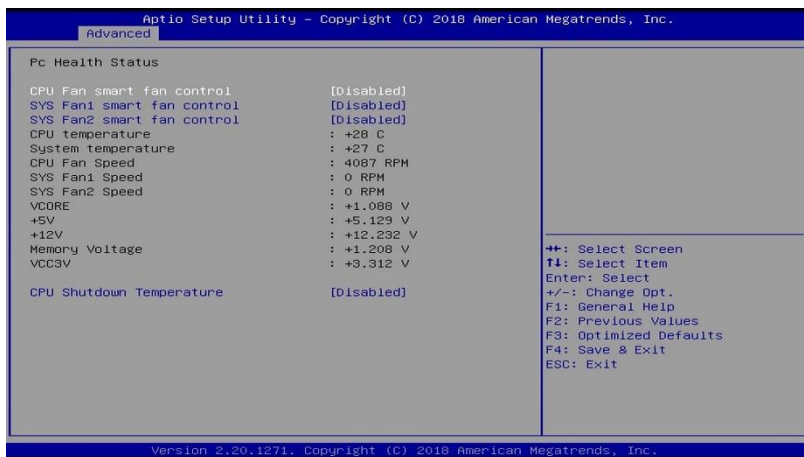 Aptio Setup Utility – Copyright (C) 2018 American Megatrends, Inc.
Advanced
Pc Health Status
CPU Fan smart fan control [Disabled]
SYS Fan1 smart fan control [Disabled]
SYS Fan2 smart fan control [Disabled]
CPU temperature : +28 C
System temperature : +27 C
CPU Fan Speed : 4087 RPM
SYS Fan1 Speed : 0 RPM
SYS Fan2 Speed : 0 RPM
VCORE : +1.088 V
+5V : +5.129 V
+12V : +12.232 V
Memory Voltage : +1.208 V
VCC3V : +3.312 V
CPU Shutdown Temperature [Disabled]
→←: Select Screen
↑↓: Select Item
Enter: Select
+/-: Change Opt.
F1: General Help
F2: Previous Values
F3: Optimized Defaults
F4: Save & Exit
ESC: Exit
Version 2.20.1271. Copyright (C) 2018 American Megatrends, Inc.